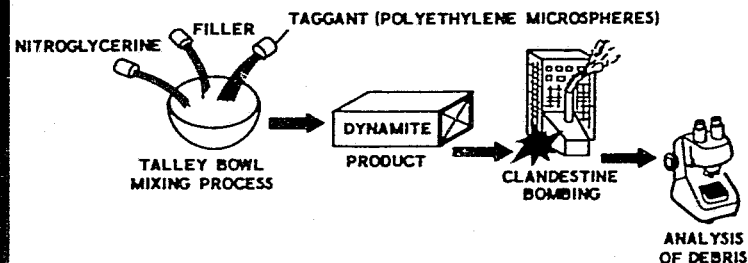 TAGGANT (POLYETHYLENE MICROSPHERES)
FILLER
NITROGLYCERINE
DYNAMITE
PRODUCT
TALLEY BOWL
MIXING PROCESS
CLANDESTINE
BOMBING
ANALYSIS
OF DEBRIS